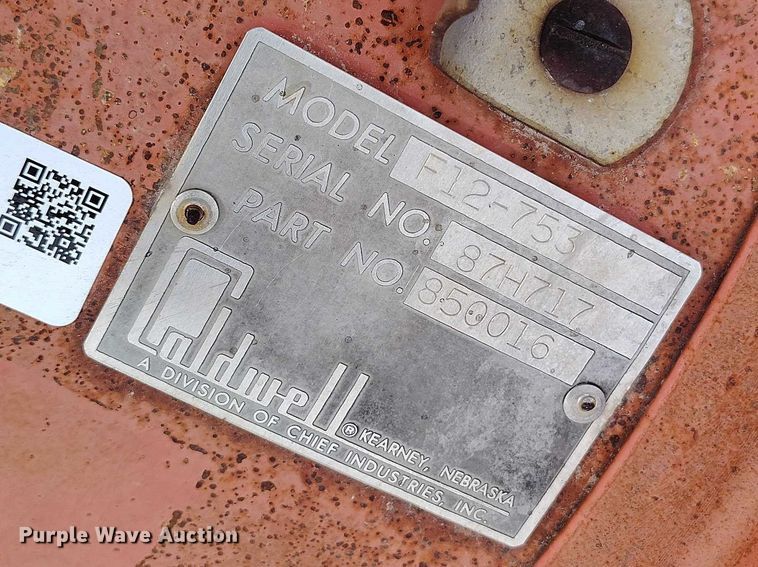 MODEL F12-753
SERIAL NO. 87H717
PART NO. 850016
Caldwell®
KEARNEY, NEBRASKA
A DIVISION OF CHIEF INDUSTRIES, INC.
Purple Wave Auction